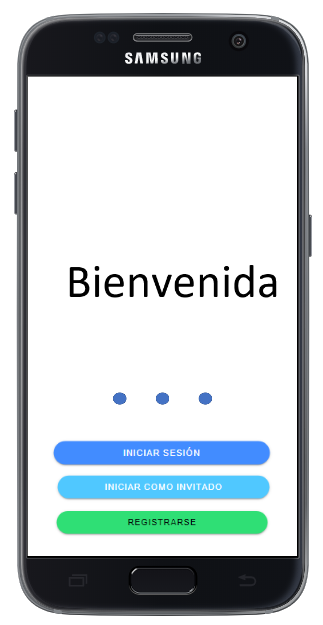 SAMSUNG
Bienvenida
INICIAR SESIÓN
INICIAR COMO INVITADO
REGISTRARSE